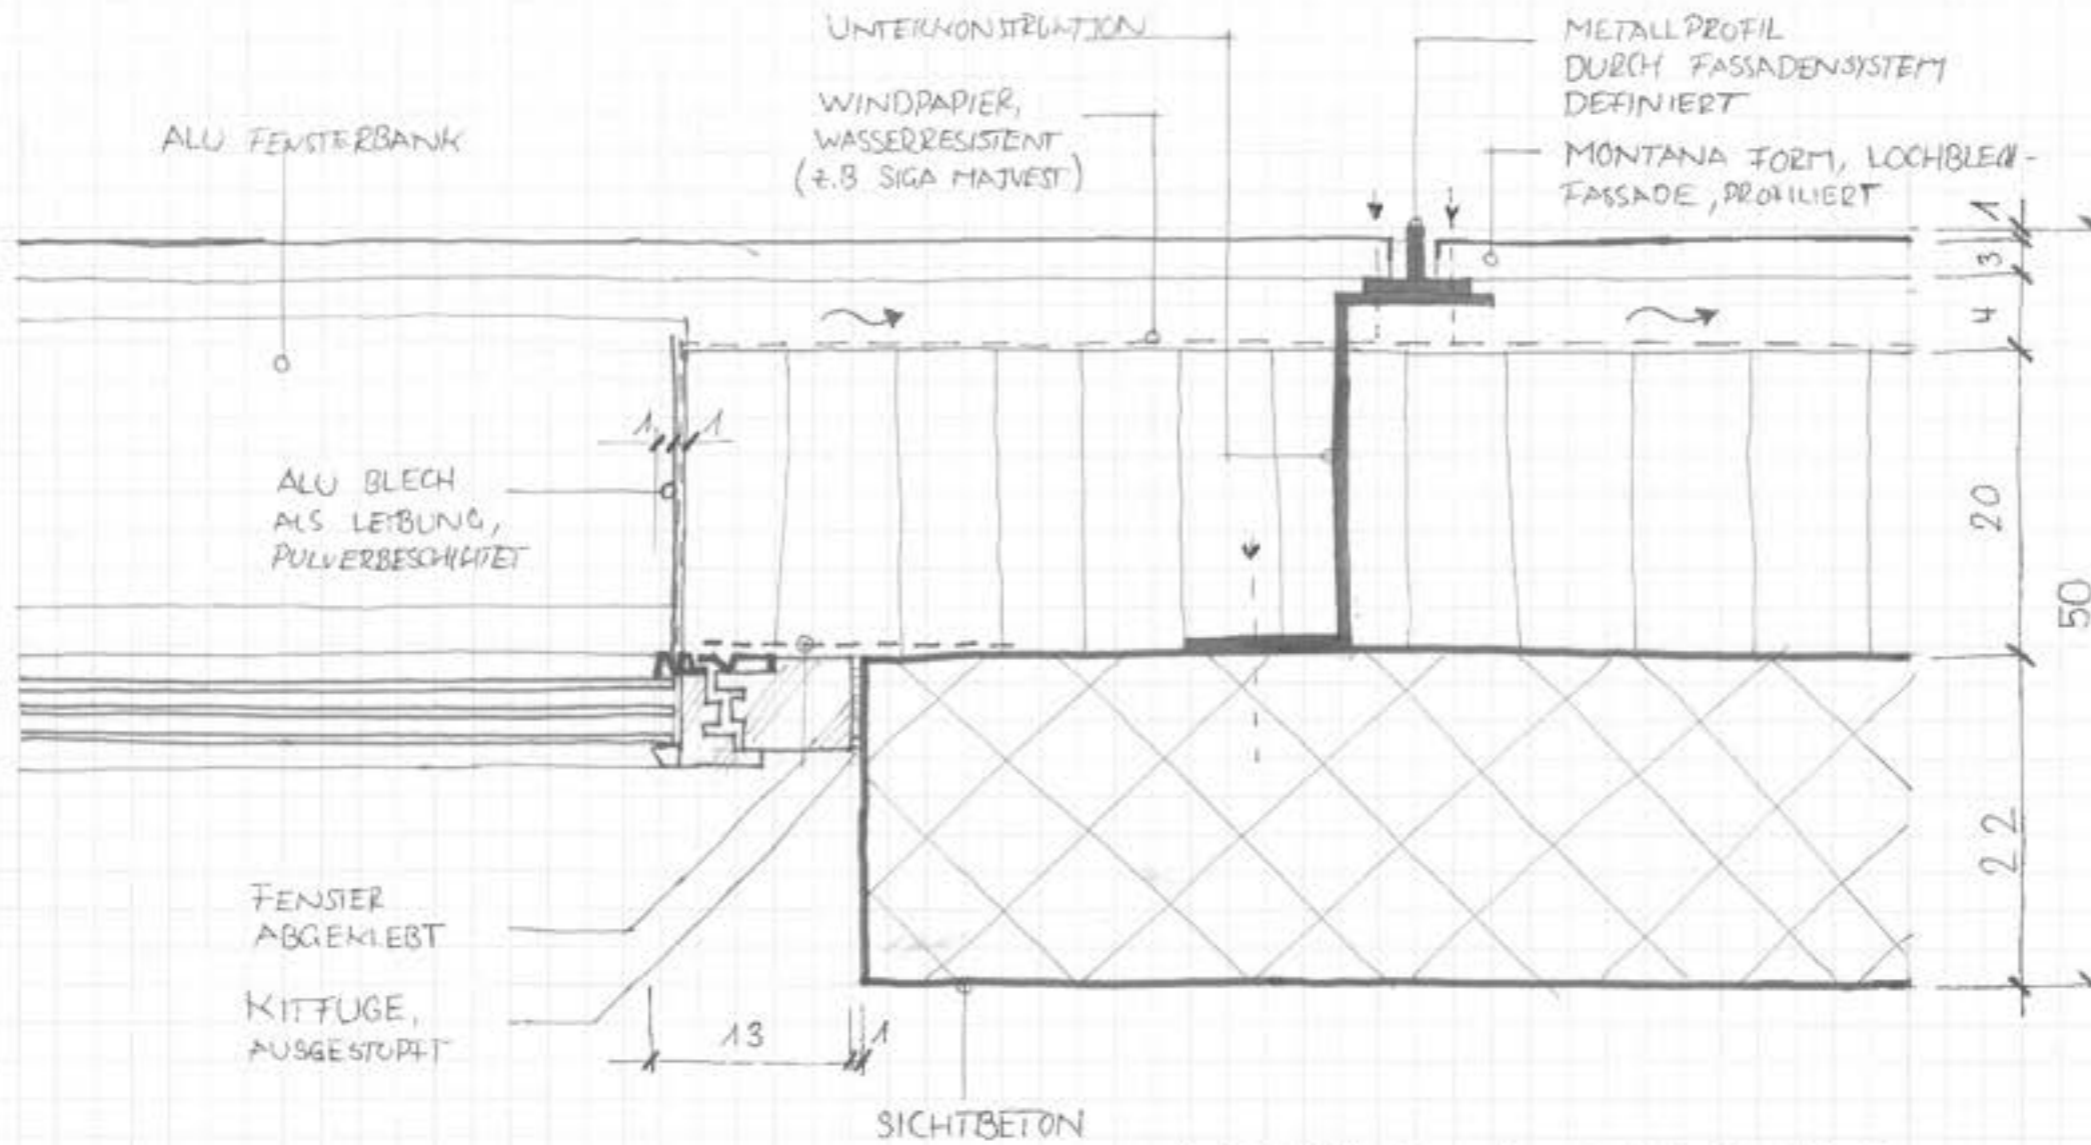 UNTERKONSTRUKTION
METALLPROFIL
DURCH FASSADENSYSTEM
DEFINIERT
WINDPAPIER,
WASSERRESISTENT
(z.B SIGA MAJVEST)
ALU FENSTERBANK
MONTANA FORM, LOCHBLECH-
FASSADE, PROFILIERT
1
3
4
1
1
ALU BLECH
ALS LEIBUNG,
PULVERBESCHICHTET
20
50
22
FENSTER
ABGEKLEBT
KITTFUGE,
AUSGESTOPFT
13
1
SICHTBETON